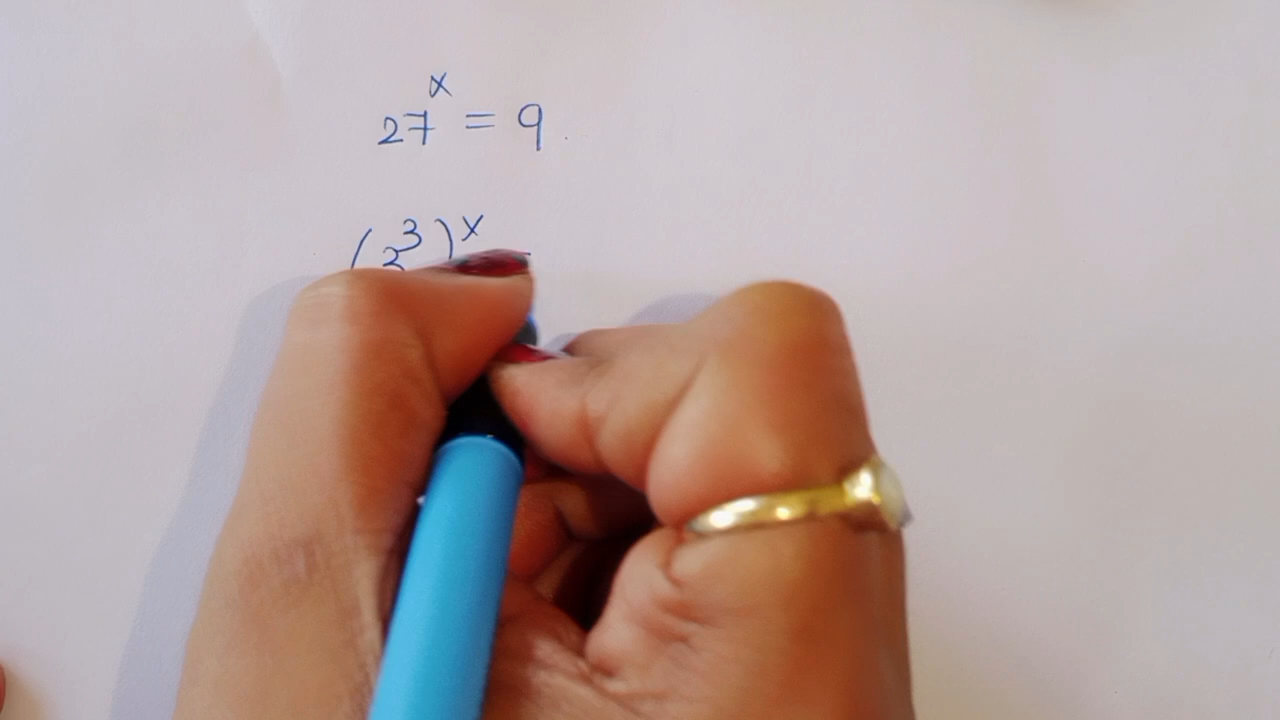 27^x = 9.
(3^3)^x